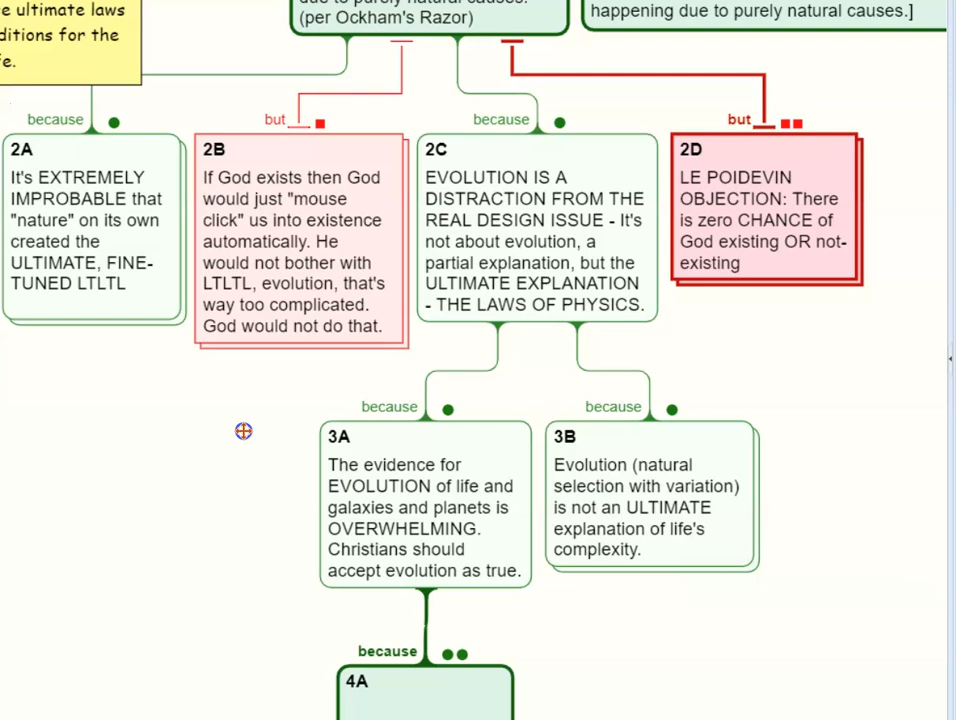 e ultimate laws
ditions for the
fe.
due to purely natural causes.
(per Ockham's Razor)
happening due to purely natural causes.]
because
2A
It's EXTREMELY
IMPROBABLE that
"nature" on its own
created the
ULTIMATE, FINE-
TUNED LTLTL
but
2B
If God exists then God
would just "mouse
click" us into existence
automatically. He
would not bother with
LTLTL, evolution, that's
way too complicated.
God would not do that.
because
2C
EVOLUTION IS A
DISTRACTION FROM THE
REAL DESIGN ISSUE - It's
not about evolution, a
partial explanation, but the
ULTIMATE EXPLANATION
- THE LAWS OF PHYSICS.
but
2D
LE POIDEVIN
OBJECTION: There
is zero CHANCE of
God existing OR not-
existing
because
3A
The evidence for
EVOLUTION of life and
galaxies and planets is
OVERWHELMING.
Christians should
accept evolution as true.
because
3B
Evolution (natural
selection with variation)
is not an ULTIMATE
explanation of life's
complexity.
because
4A